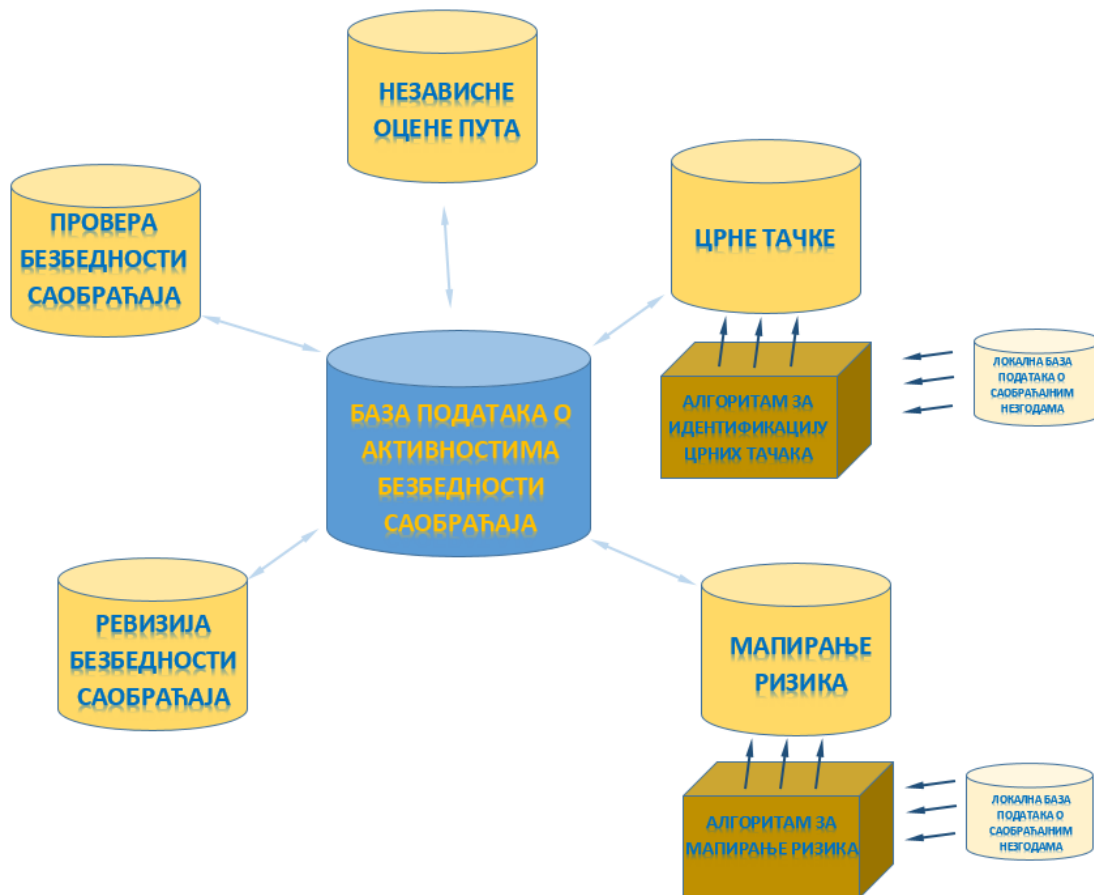 НЕЗАВИСНЕ
ОЦЕНЕ ПУТА
ПРОВЕРА
БЕЗБЕДНОСТИ
САОБРАЋАЈА
ЦРНЕ ТАЧКЕ
АЛГОРИТАМ ЗА
ИДЕНТИФИКАЦИЈУ
ЦРНИХ ТАЧАКА
ЛОКАЛНА БАЗА
ПОДАТАКА О
САОБРАЋАЈНИМ
НЕЗГОДАМА
БАЗА ПОДАТАКА О
АКТИВНОСТИМА
БЕЗБЕДНОСТИ
САОБРАЋАЈА
РЕВИЗИЈА
БЕЗБЕДНОСТИ
САОБРАЋАЈА
МАПИРАЊЕ
РИЗИКА
АЛГОРИТАМ ЗА
МАПИРАЊЕ РИЗИКА
ЛОКАЛНА БАЗА
ПОДАТАКА О
САОБРАЋАЈНИМ
НЕЗГОДАМА